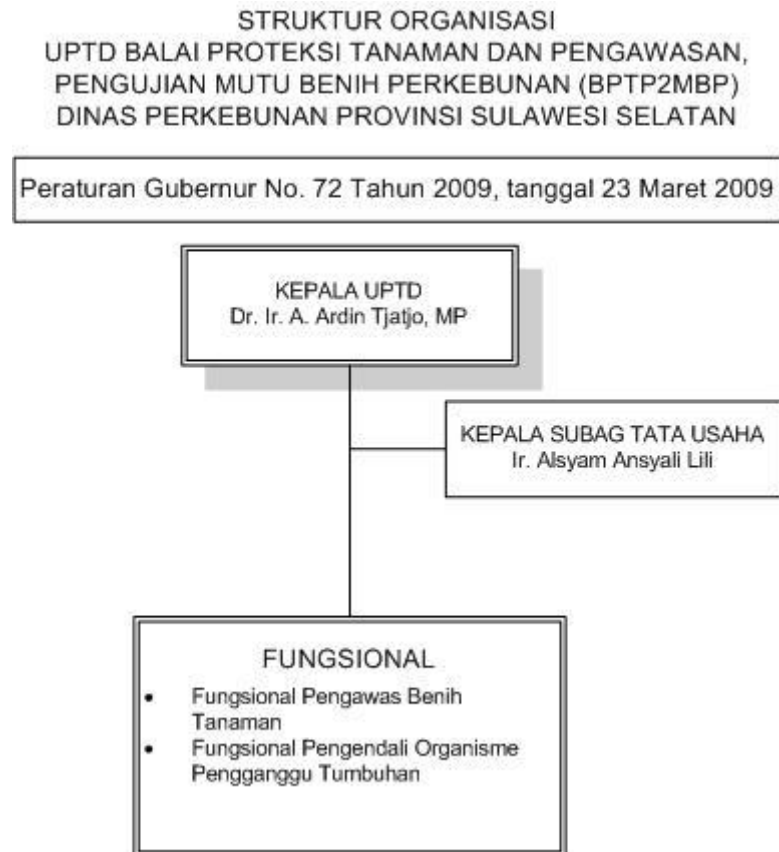 STRUKTUR ORGANISASI
UPTD BALAI PROTEKSI TANAMAN DAN PENGAWASAN,
PENGUJIAN MUTU BENIH PERKEBUNAN (BPTP2MBP)
DINAS PERKEBUNAN PROVINSI SULAWESI SELATAN
Peraturan Gubernur No. 72 Tahun 2009, tanggal 23 Maret 2009
KEPALA UPTD
Dr. Ir. A. Ardin Tjatjo, MP
KEPALA SUBAG TATA USAHA
Ir. Alsyam Ansyali Lili
FUNGSIONAL
• Fungsional Pengawas Benih
Tanaman
• Fungsional Pengendali Organisme
Pengganggu Tumbuhan